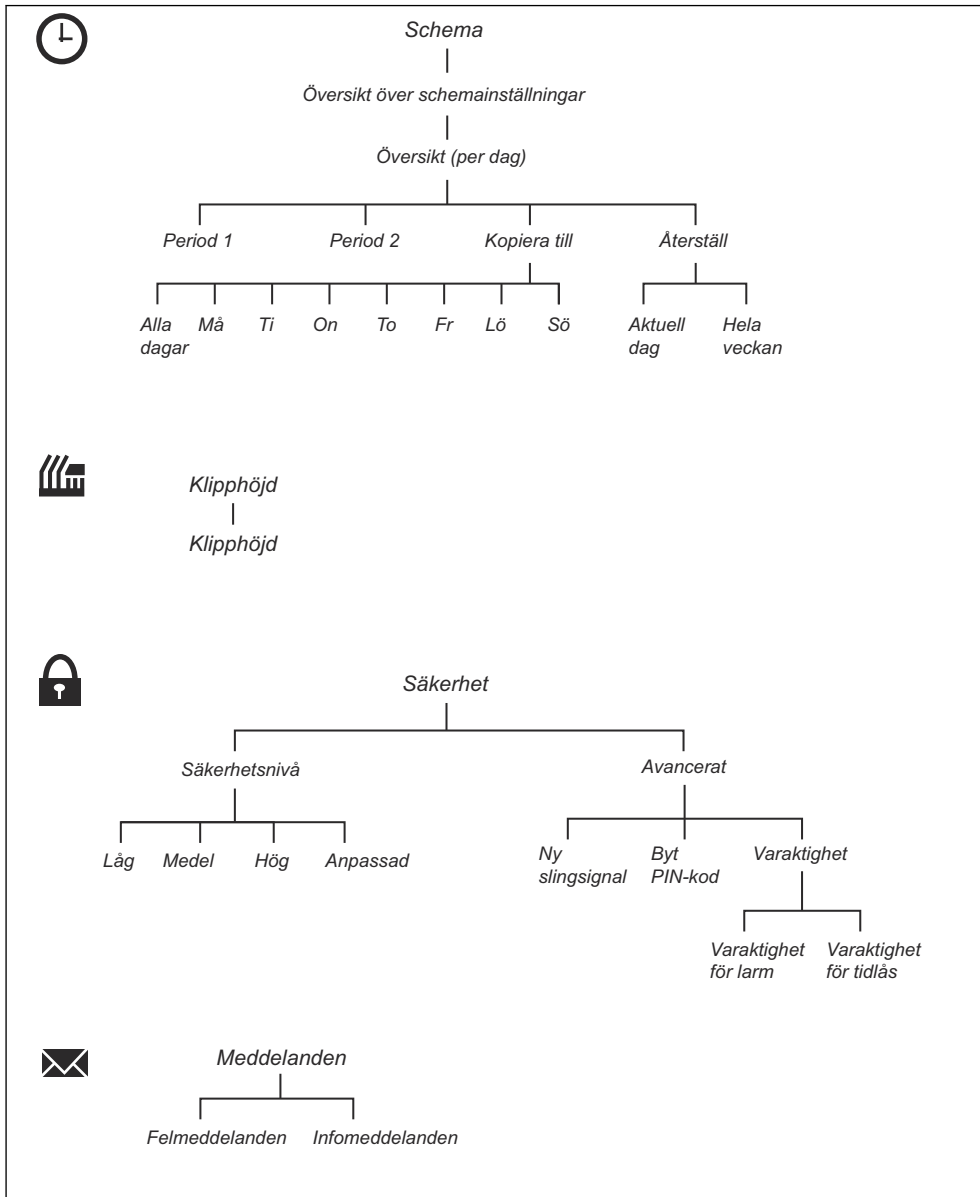 Schema
Översikt över schemainställningar
Översikt (per dag)
Period 1 Period 2 Kopiera till Återställ
Alla dagar Må Ti On To Fr Lö Sö Aktuell dag Hela veckan
Klipphöjd
Klipphöjd
Säkerhet
Säkerhetsnivå Avancerat
Låg Medel Hög Anpassad Ny slingsignal Byt PIN-kod Varaktighet
Varaktighet för larm Varaktighet för tidlås
Meddelanden
Felmeddelanden Infomeddelanden